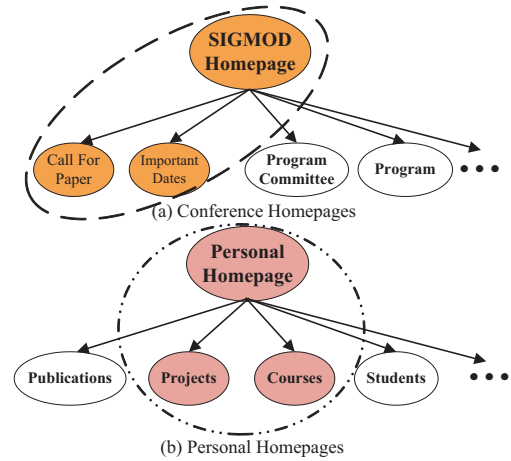 SIGMOD
Homepage
Call For
Paper
Important
Dates
Program
Committee
Program
(a) Conference Homepages
Personal
Homepage
Publications
Projects
Courses
Students
(b) Personal Homepages